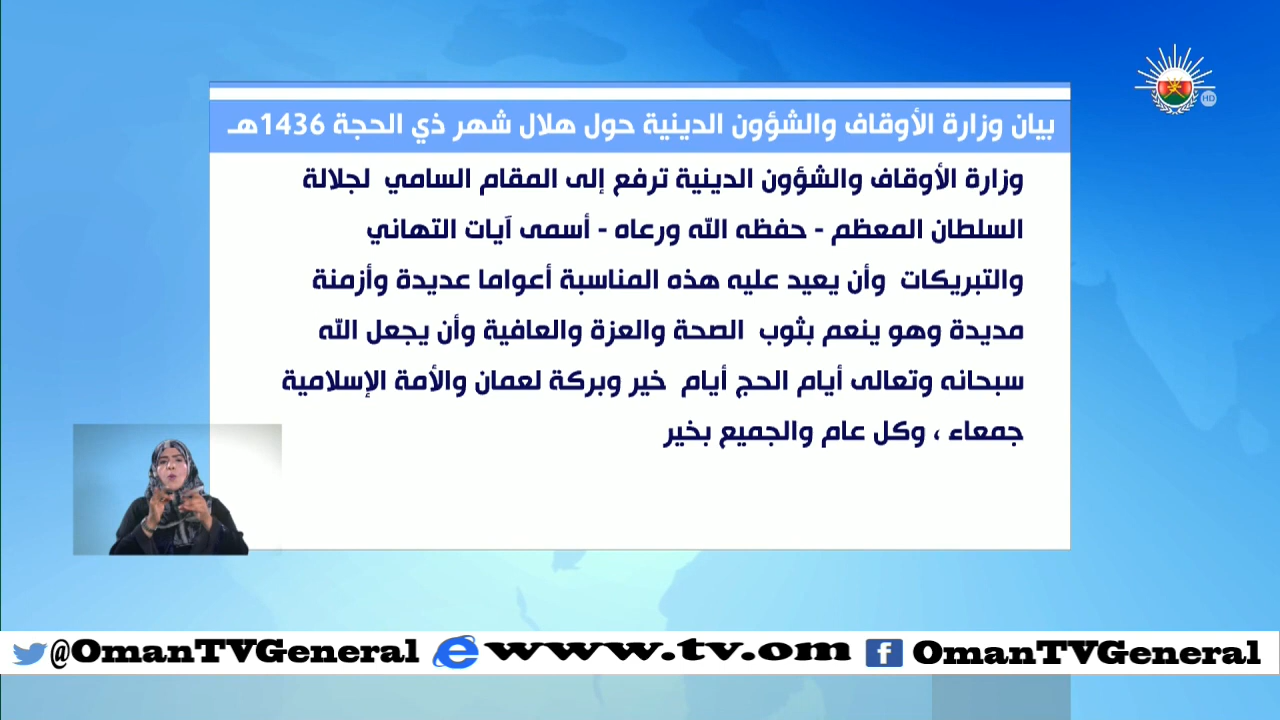 HD
بيان وزارة الأوقاف والشؤون الدينية حول هلال شهر ذي الحجة 1436هـ
وزارة الأوقاف والشؤون الدينية ترفع إلى المقام السامي لجلالة
السلطان المعظم - حفظه الله ورعاه - أسمى آيات التهاني
والتبريكات وأن يعيد عليه هذه المناسبة أعواما عديدة وأزمنة
مديدة وهو ينعم بثوب الصحة والعزة والعافية وأن يجعل الله
سبحانه وتعالى أيام الحج أيام خير وبركة لعمان والأمة الإسلامية
جمعاء ، وكل عام والجميع بخير
@OmanTVGeneral www.tv.om OmanTVGeneral